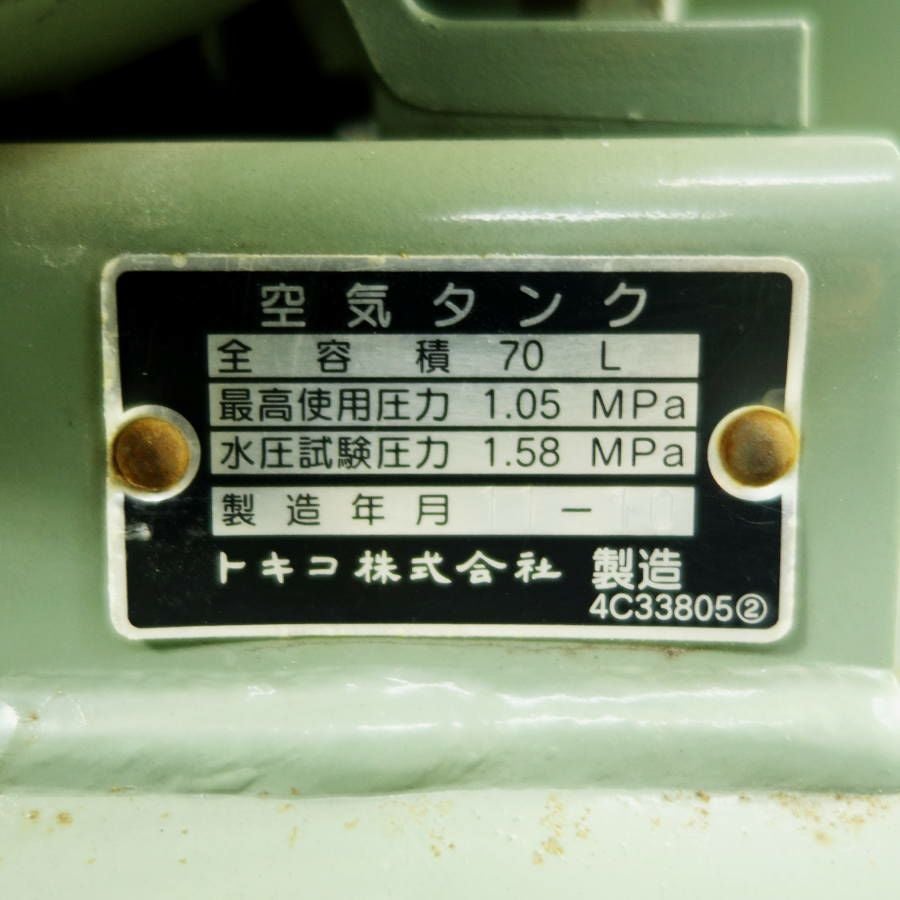 空気タンク
全容積 70 L
最高使用圧力 1.05 MPa
水圧試験圧力 1.58 MPa
製造年月 —
トキコ株式会社 製造
4C33805②